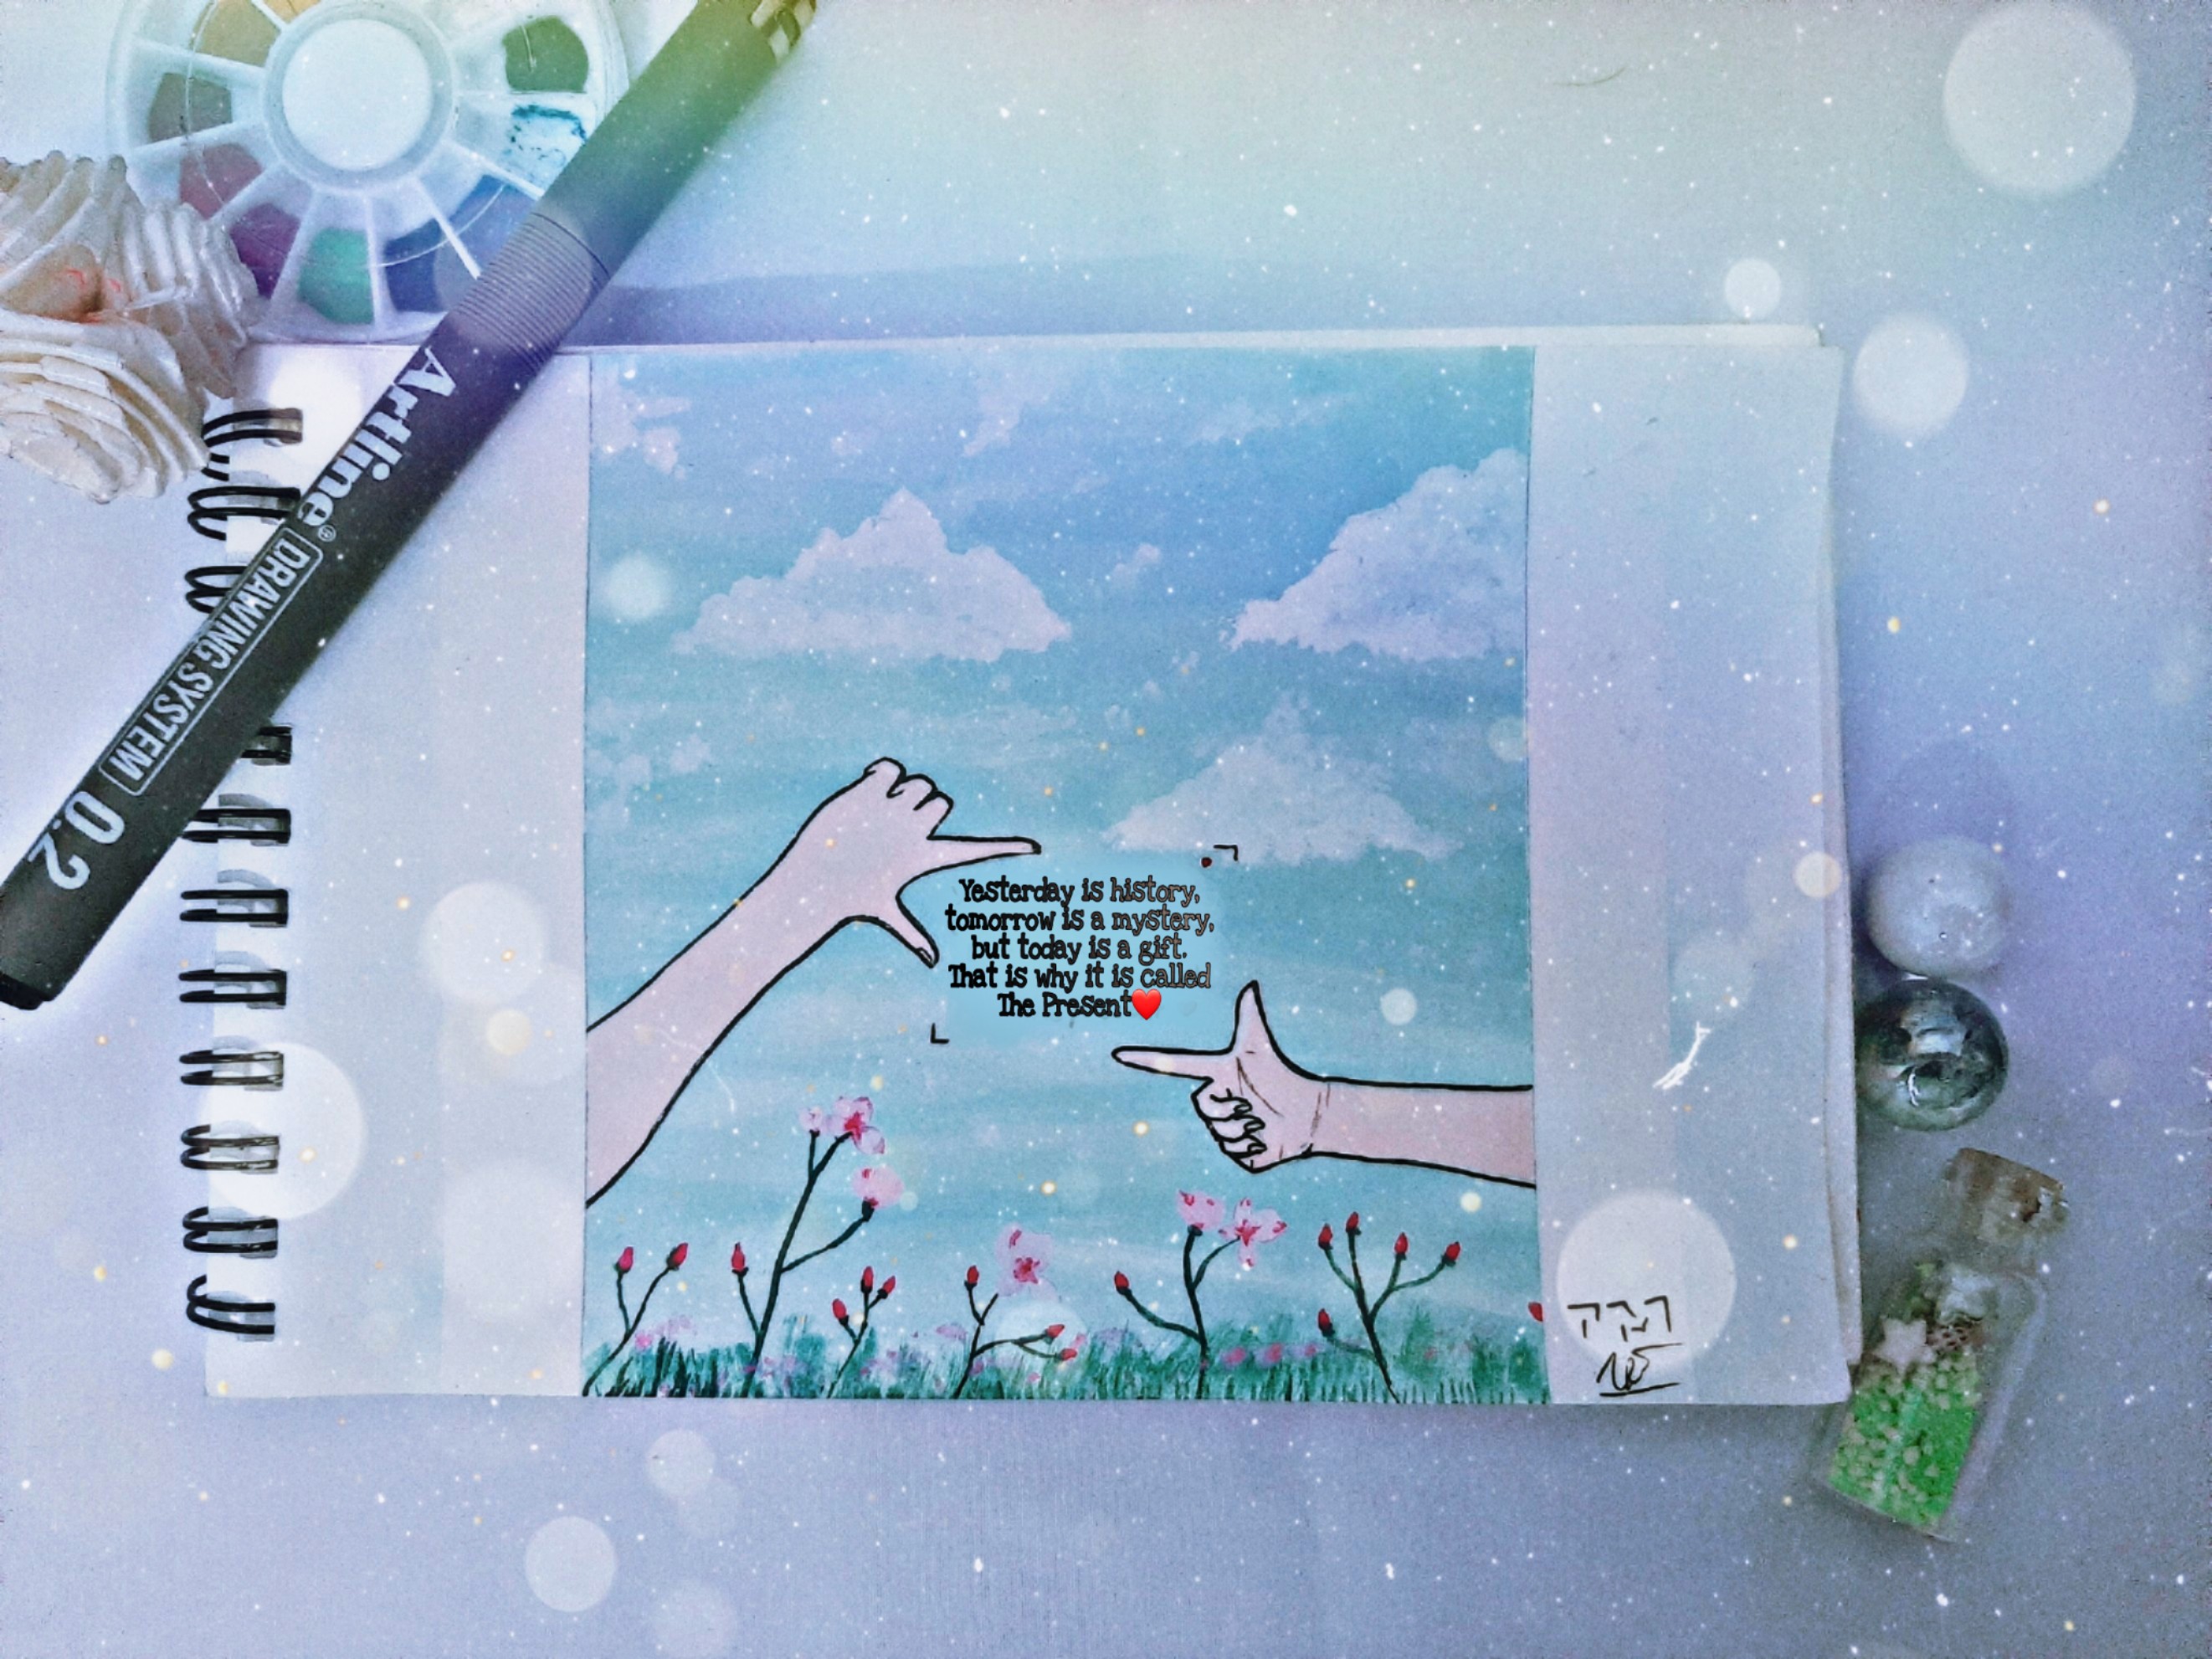 Artline®
DRAWING SYSTEM
0.2
Yesterday is history,
tomorrow is a mystery,
but today is a gift.
That is why it is called
The Present❤️